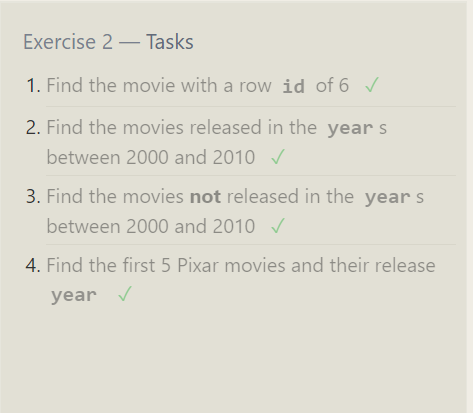 Exercise 2 — Tasks
1. Find the movie with a row id of 6 ✓
2. Find the movies released in the year s
between 2000 and 2010 ✓
3. Find the movies not released in the year s
between 2000 and 2010 ✓
4. Find the first 5 Pixar movies and their release
year ✓